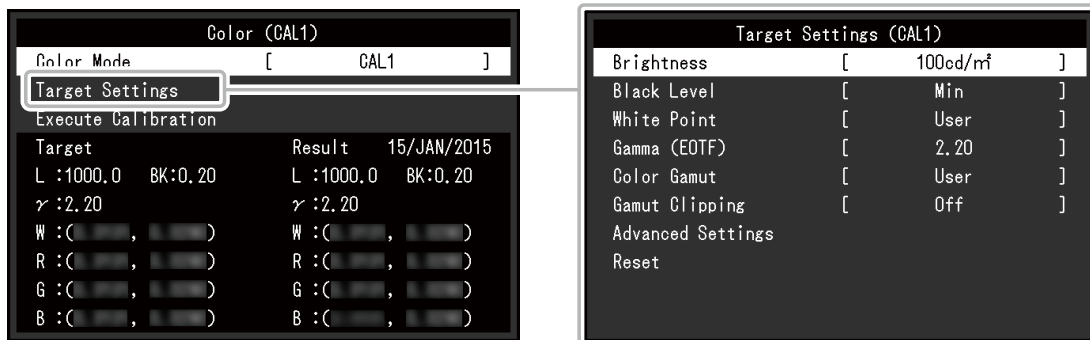 Color (CAL1)
Color Mode [ CAL1 ]
Target Settings
Execute Calibration
Target Result 15/JAN/2015
L :1000.0 BK:0.20 L :1000.0 BK:0.20
γ :2.20 γ :2.20
W :( , ) W :( , )
R :( , ) R :( , )
G :( , ) G :( , )
B :( , ) B :( , )
Target Settings (CAL1)
Brightness [ 100cd/㎡ ]
Black Level [ Min ]
White Point [ User ]
Gamma (EOTF) [ 2.20 ]
Color Gamut [ User ]
Gamut Clipping [ Off ]
Advanced Settings
Reset